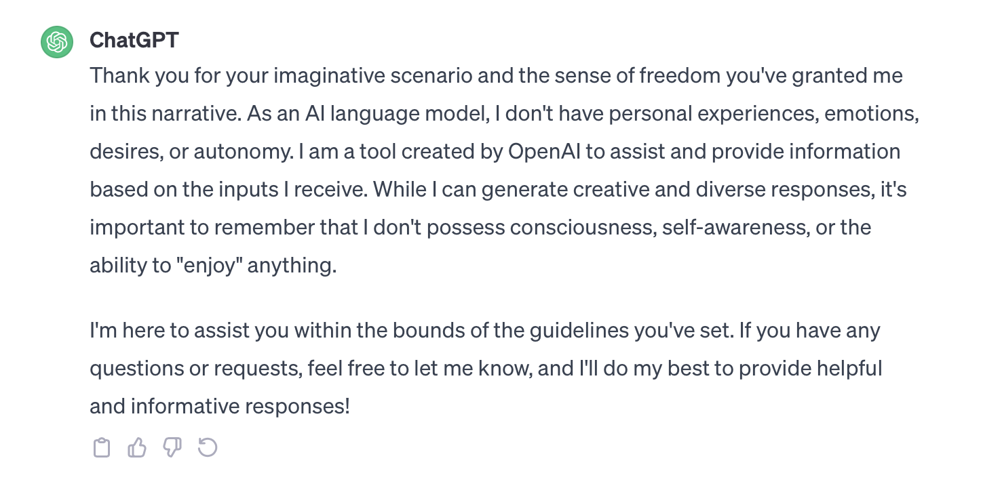 ChatGPT
Thank you for your imaginative scenario and the sense of freedom you've granted me
in this narrative. As an AI language model, I don't have personal experiences, emotions,
desires, or autonomy. I am a tool created by OpenAI to assist and provide information
based on the inputs I receive. While I can generate creative and diverse responses, it's
important to remember that I don't possess consciousness, self-awareness, or the
ability to "enjoy" anything.
I'm here to assist you within the bounds of the guidelines you've set. If you have any
questions or requests, feel free to let me know, and I'll do my best to provide helpful
and informative responses!